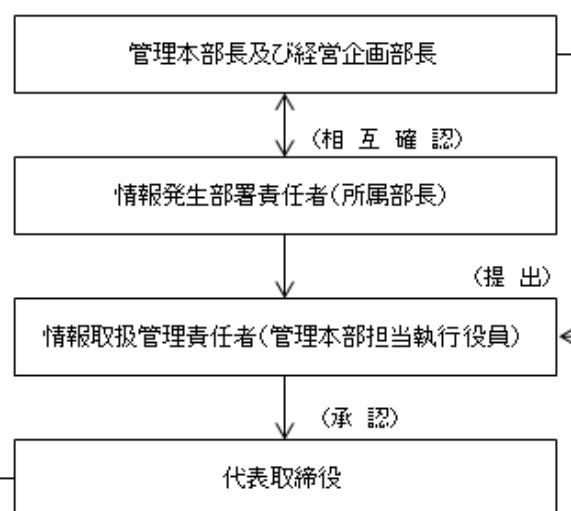 管理本部長及び経営企画部長
(相 互 確 認)
情報発生部署責任者(所属部長)
(提 出)
情報取扱管理責任者(管理本部担当執行役員)
(承 認)
代表取締役